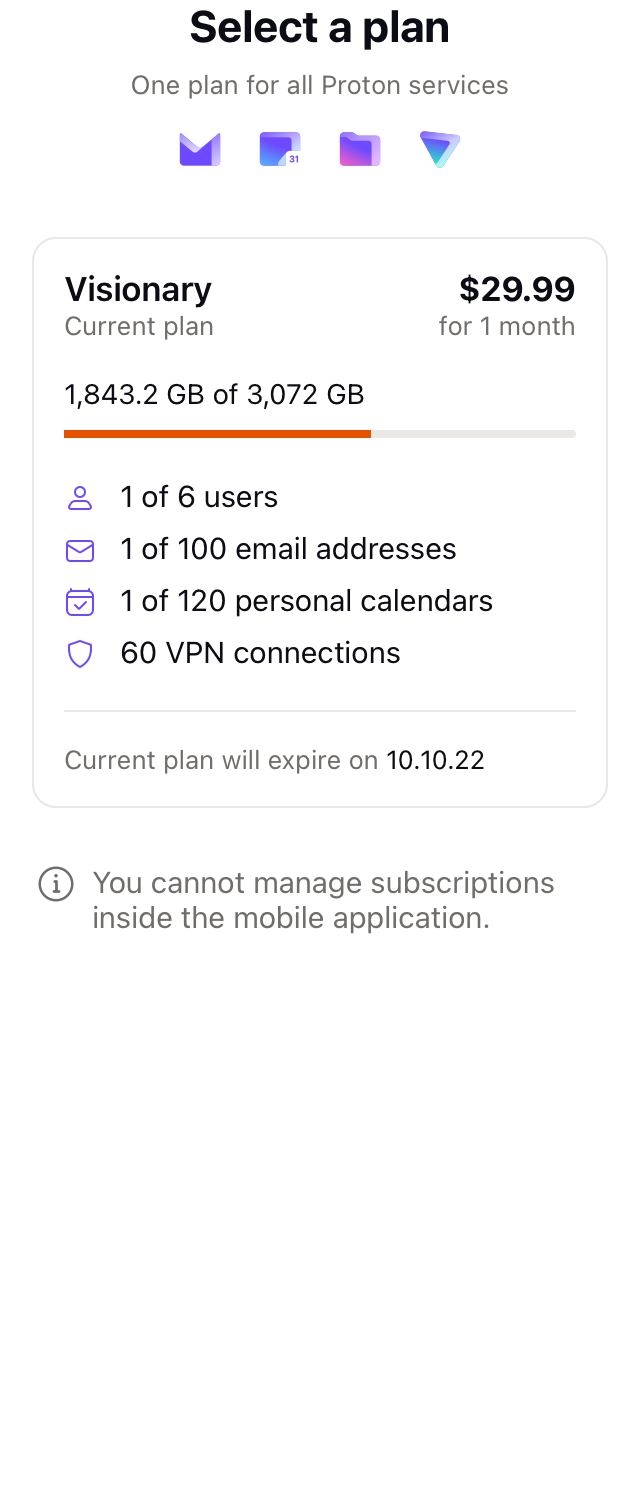 Select a plan
One plan for all Proton services
31
Visionary
$29.99
Current plan
for 1 month
1,843.2 GB of 3,072 GB
1 of 6 users
1 of 100 email addresses
1 of 120 personal calendars
60 VPN connections
Current plan will expire on 10.10.22
You cannot manage subscriptions
inside the mobile application.